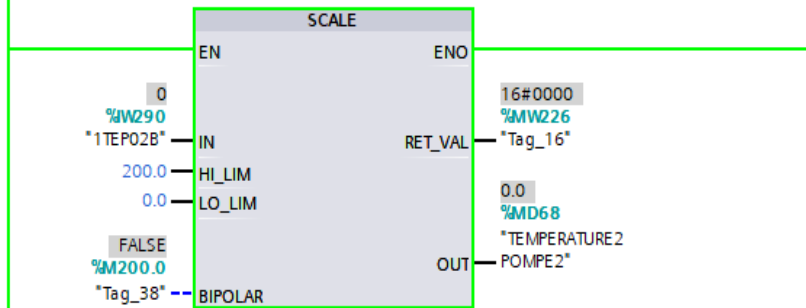 SCALE
EN ENO
0 16#0000
%IW290 %MW226
"1TEP02B" IN RET_VAL "Tag_16"
200.0 HI_LIM
0.0 LO_LIM 0.0
%MD68
FALSE "TEMPERATURE2
%M200.0 OUT POMPE2"
"Tag_38" BIPOLAR